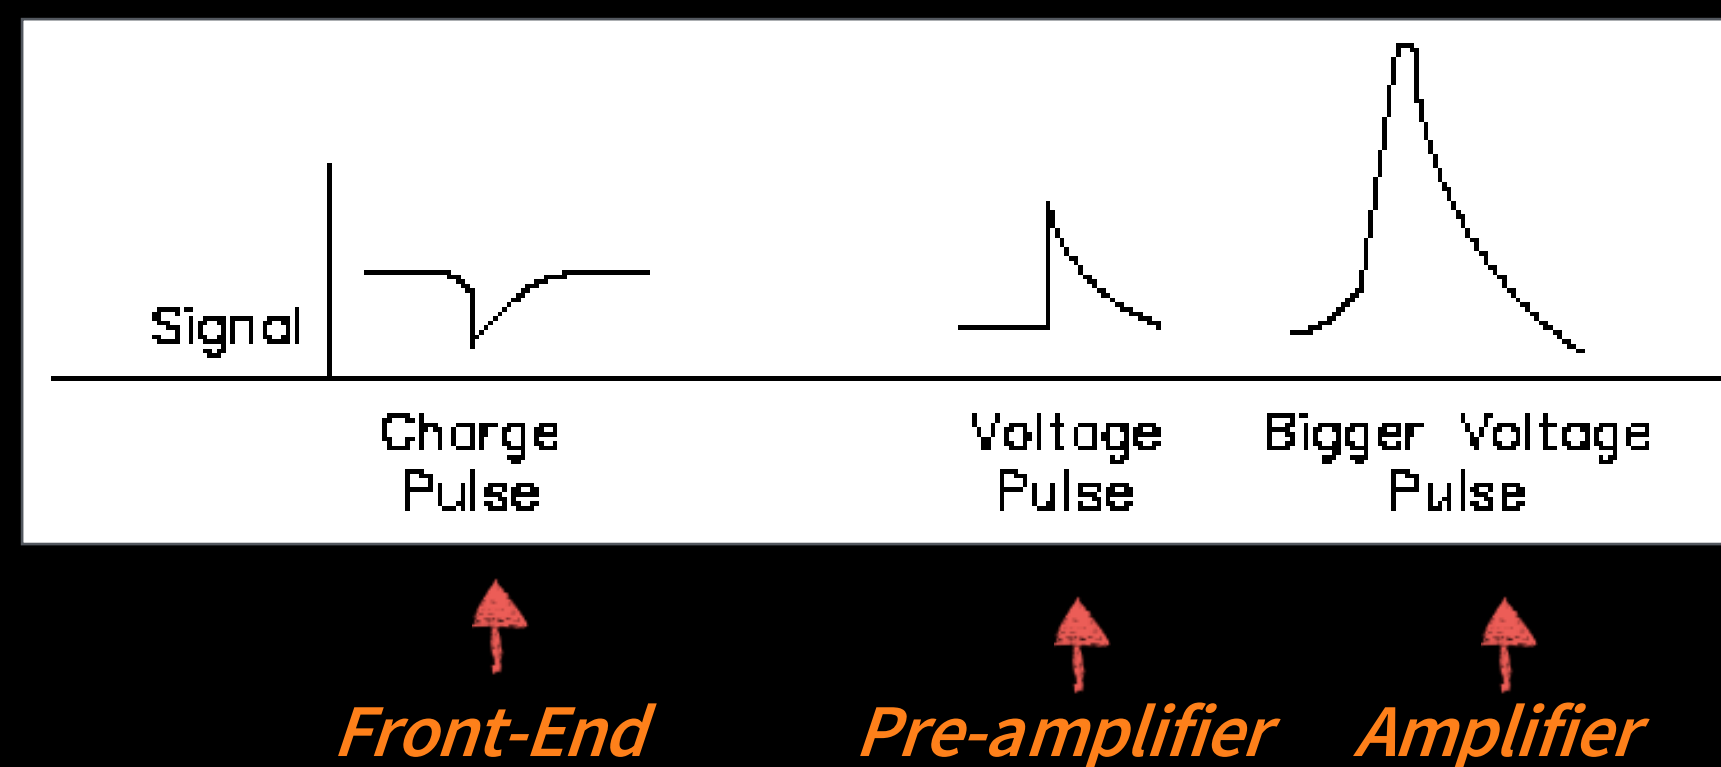 Signal
Charge
Pulse
Voltage
Pulse
Bigger Voltage
Pulse
Front-End
Pre-amplifier
Amplifier